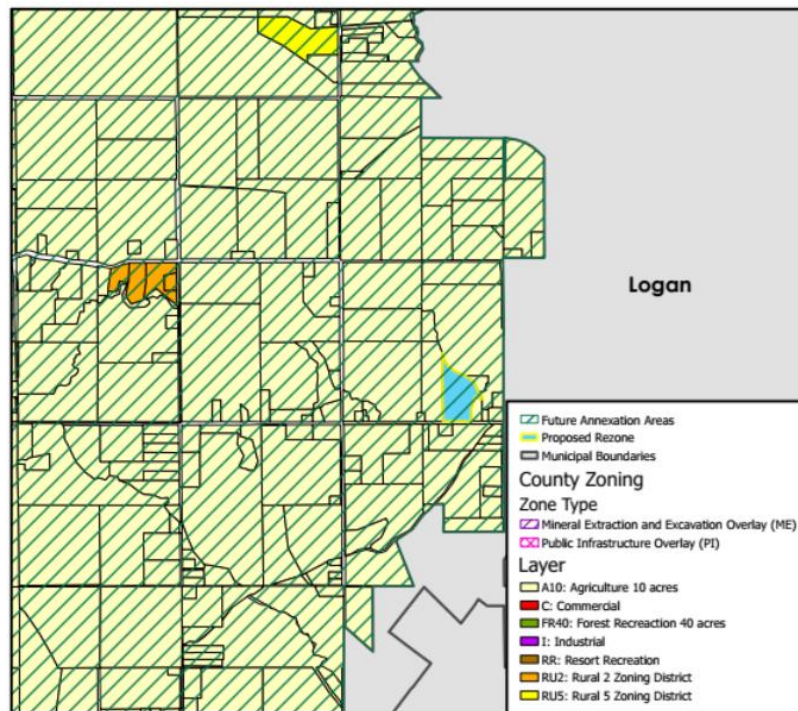 Logan
Future Annexation Areas
Proposed Rezone
Municipal Boundaries
County Zoning
Zone Type
Mineral Extraction and Excavation Overlay (ME)
Public Infrastructure Overlay (PI)
Layer
A10: Agriculture 10 acres
C: Commercial
FR40: Forest Recreaction 40 acres
I: Industrial
RR: Resort Recreation
RU2: Rural 2 Zoning District
RU5: Rural 5 Zoning District